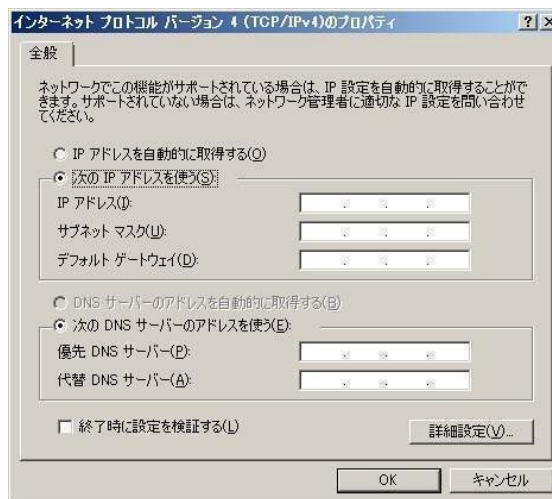 インターネット プロトコル バージョン 4 (TCP/IPv4)のプロパティ
全般
ネットワークでこの機能がサポートされている場合は、IP 設定を自動的に取得することがで
きます。サポートされていない場合は、ネットワーク管理者に適切な IP 設定を問い合わせ
てください。
IP アドレスを自動的に取得する(O)
次の IP アドレスを使う(S):
IP アドレス(I):
サブネット マスク(U):
デフォルト ゲートウェイ(D):
DNS サーバーのアドレスを自動的に取得する(B)
次の DNS サーバーのアドレスを使う(E):
優先 DNS サーバー(P):
代替 DNS サーバー(A):
終了時に設定を検証する(L)
詳細設定(V)...
OK
キャンセル